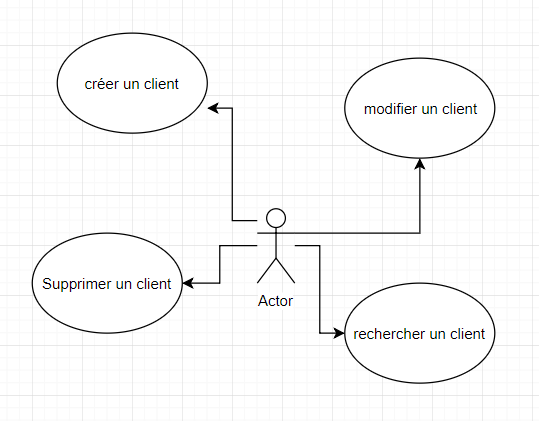 créer un client
modifier un client
Supprimer un client
Actor
rechercher un client